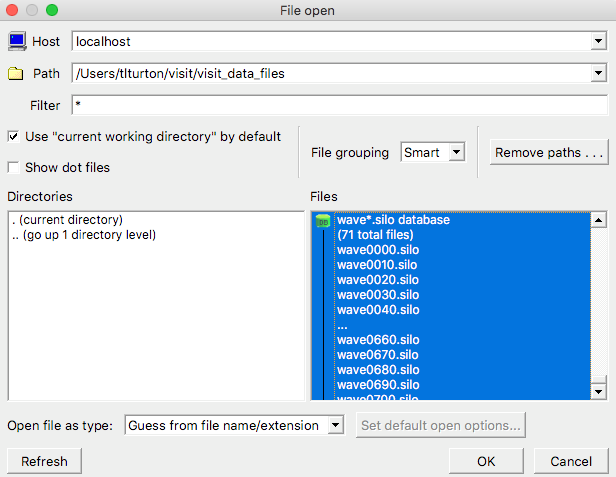 File open
Host localhost
Path /Users/tlturton/visit/visit_data_files
Filter *
Use "current working directory" by default
Show dot files
File grouping Smart
Remove paths . . .
Directories
. (current directory)
.. (go up 1 directory level)
Files
DB
wave*.silo database
(71 total files)
wave0000.silo
wave0010.silo
wave0020.silo
wave0030.silo
wave0040.silo
...
wave0660.silo
wave0670.silo
wave0680.silo
wave0690.silo
wave0700.silo
Open file as type: Guess from file name/extension Set default open options...
Refresh OK Cancel